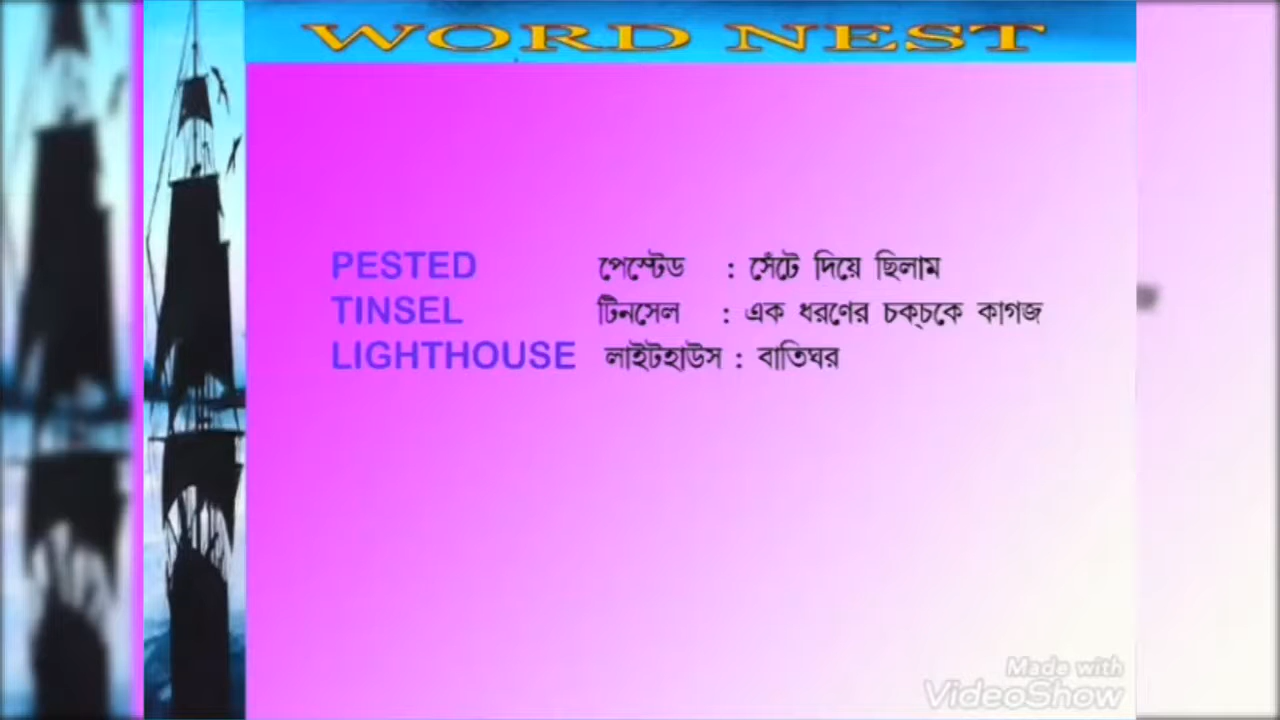 WORD NEST
PESTED পেস্টেড : সেঁটে দিয়ে ছিলাম
TINSEL টিনসেল : এক ধরণের চক্চকে কাগজ
LIGHTHOUSE লাইটহাউস : বাতিঘর
Made with
VideoShow